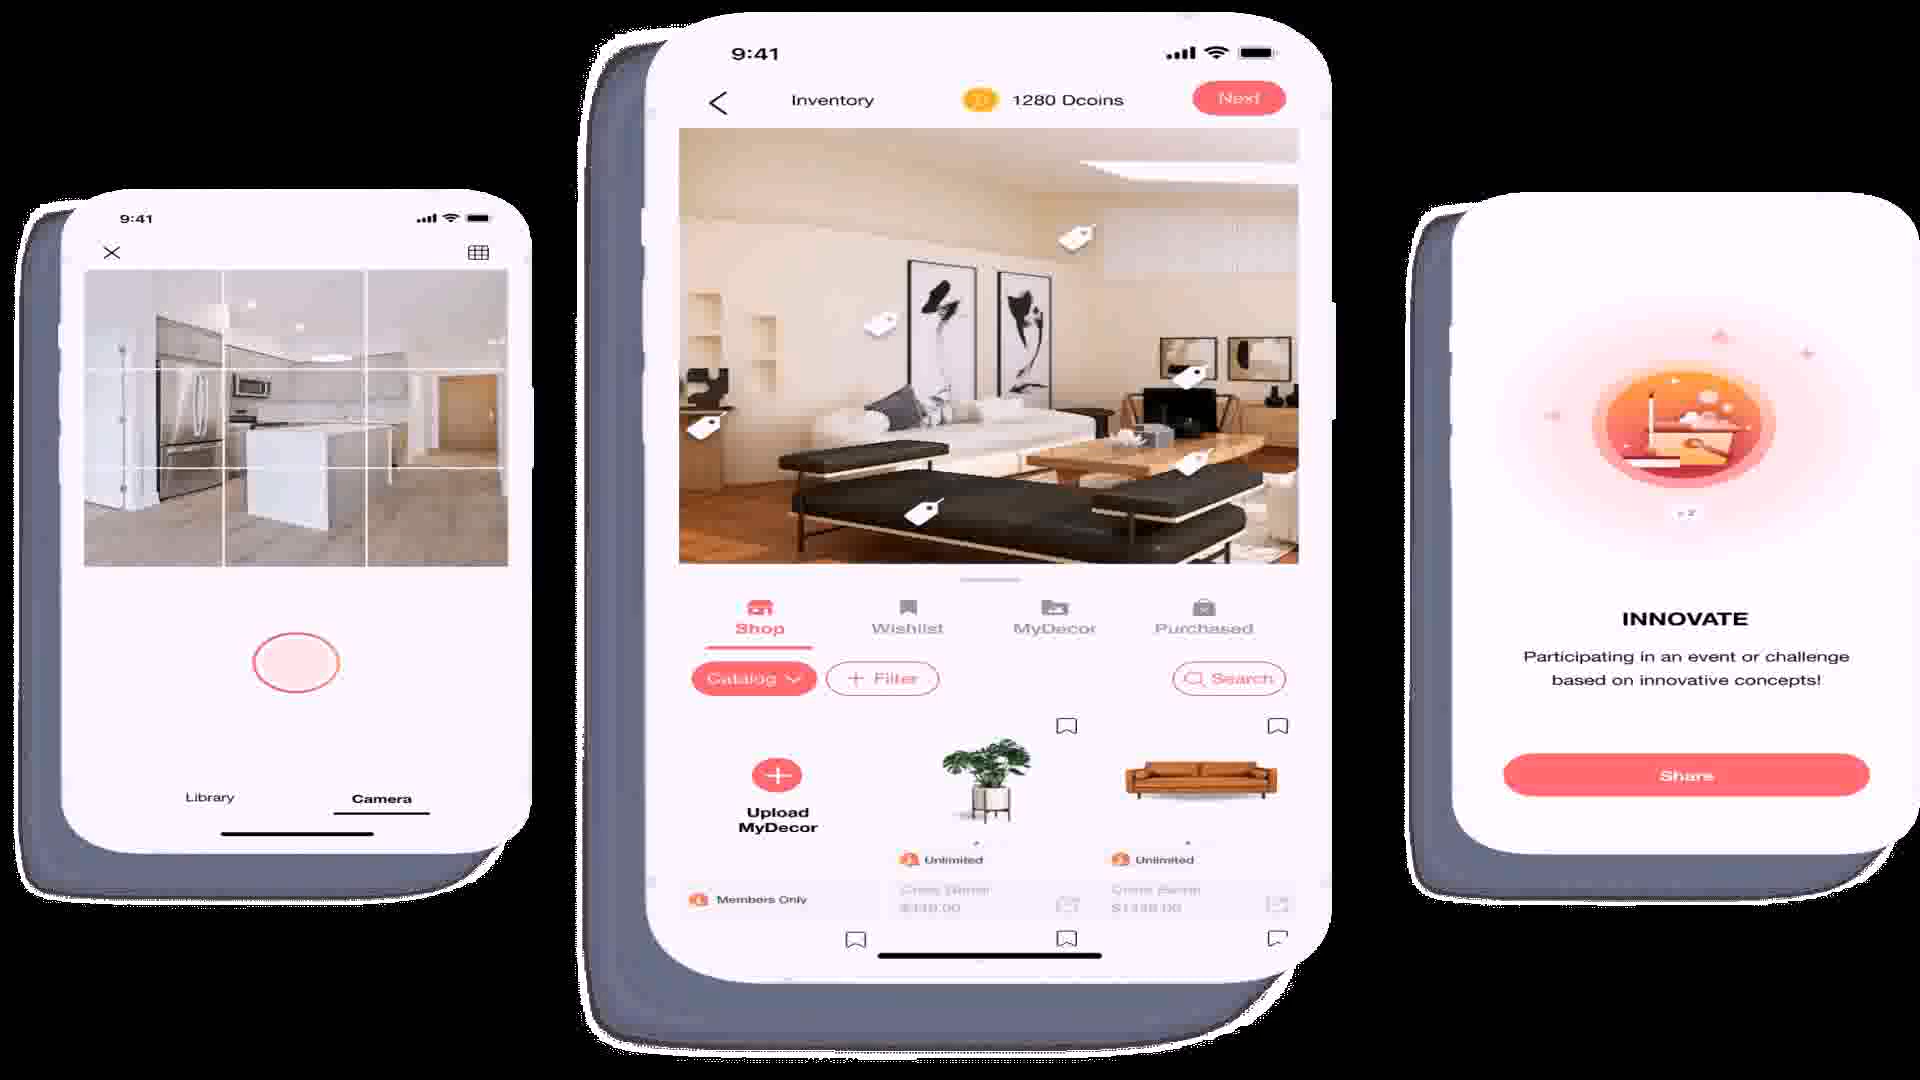 9:41
Library
Camera
9:41
Inventory
1280 Dcoins
Next
Shop
Wishlist
MyDecor
Purchased
Catalog
+ Filter
Search
Upload
MyDecor
Unlimited
Unlimited
Members Only
INNOVATE
Participating in an event or challenge
based on innovative concepts!
Share